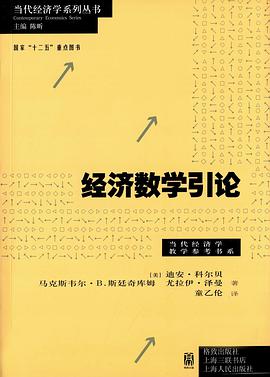 当代经济学系列丛书
Contemporary Economics Series
主编 陈昕
国家“十二五”重点图书
经济数学引论
当代经济学
教学参考书系
[美] 迪安·科尔贝
马克斯韦尔·B.斯廷奇库姆 尤拉伊·泽曼 著
童乙伦 译
格致出版社
上海三联书店
上海人民出版社